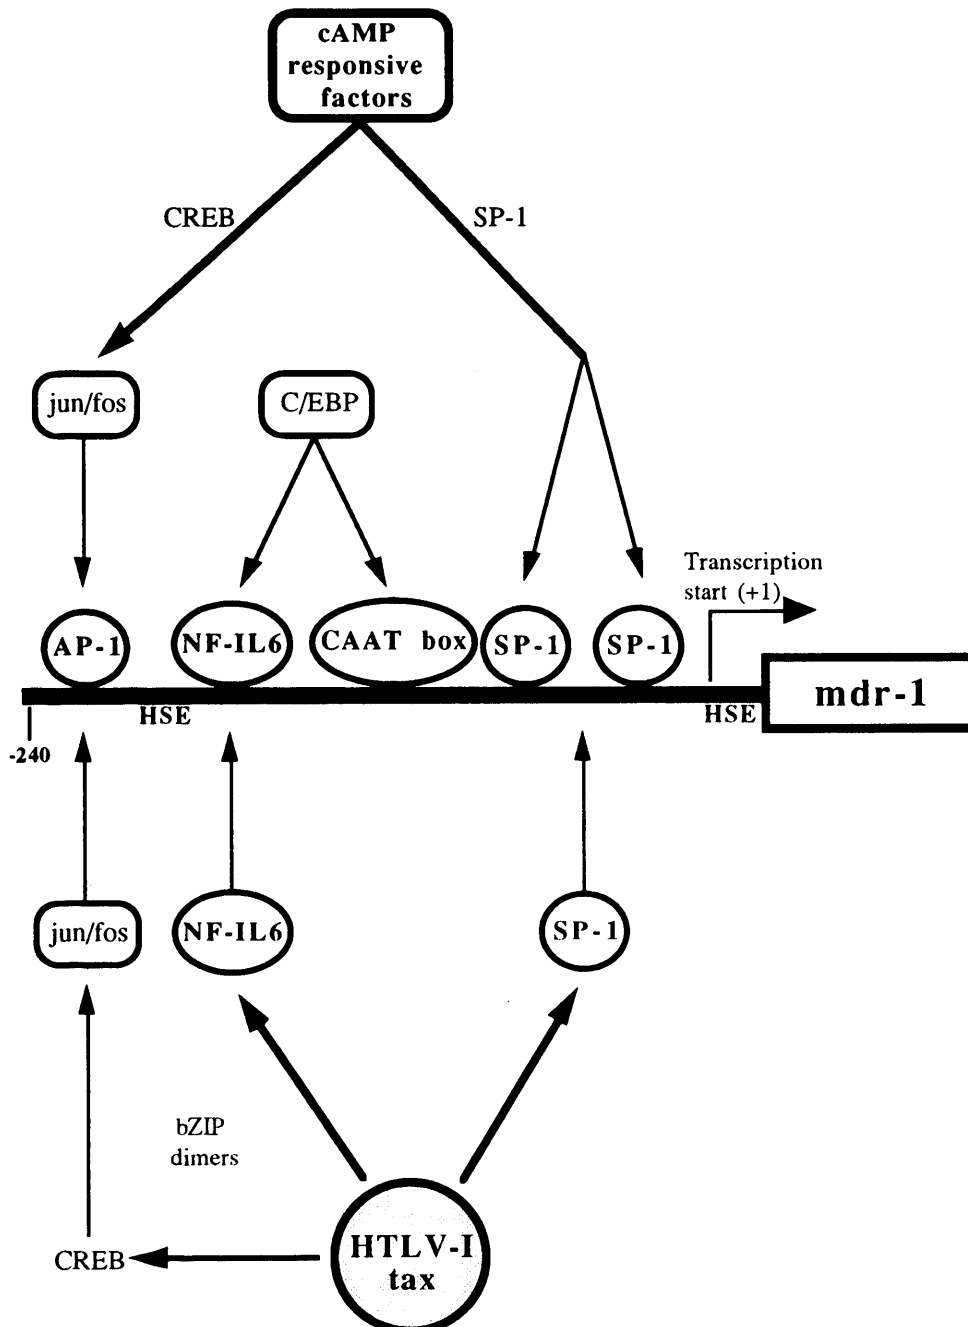 cAMP
responsive
factors
CREB
SP-1
jun/fos
C/EBP
Transcription
start (+1)
AP-1
NF-IL6
CAAT box
SP-1
SP-1
mdr-1
HSE
HSE
-240
jun/fos
NF-IL6
SP-1
bZIP
dimers
CREB
HTLV-I
tax